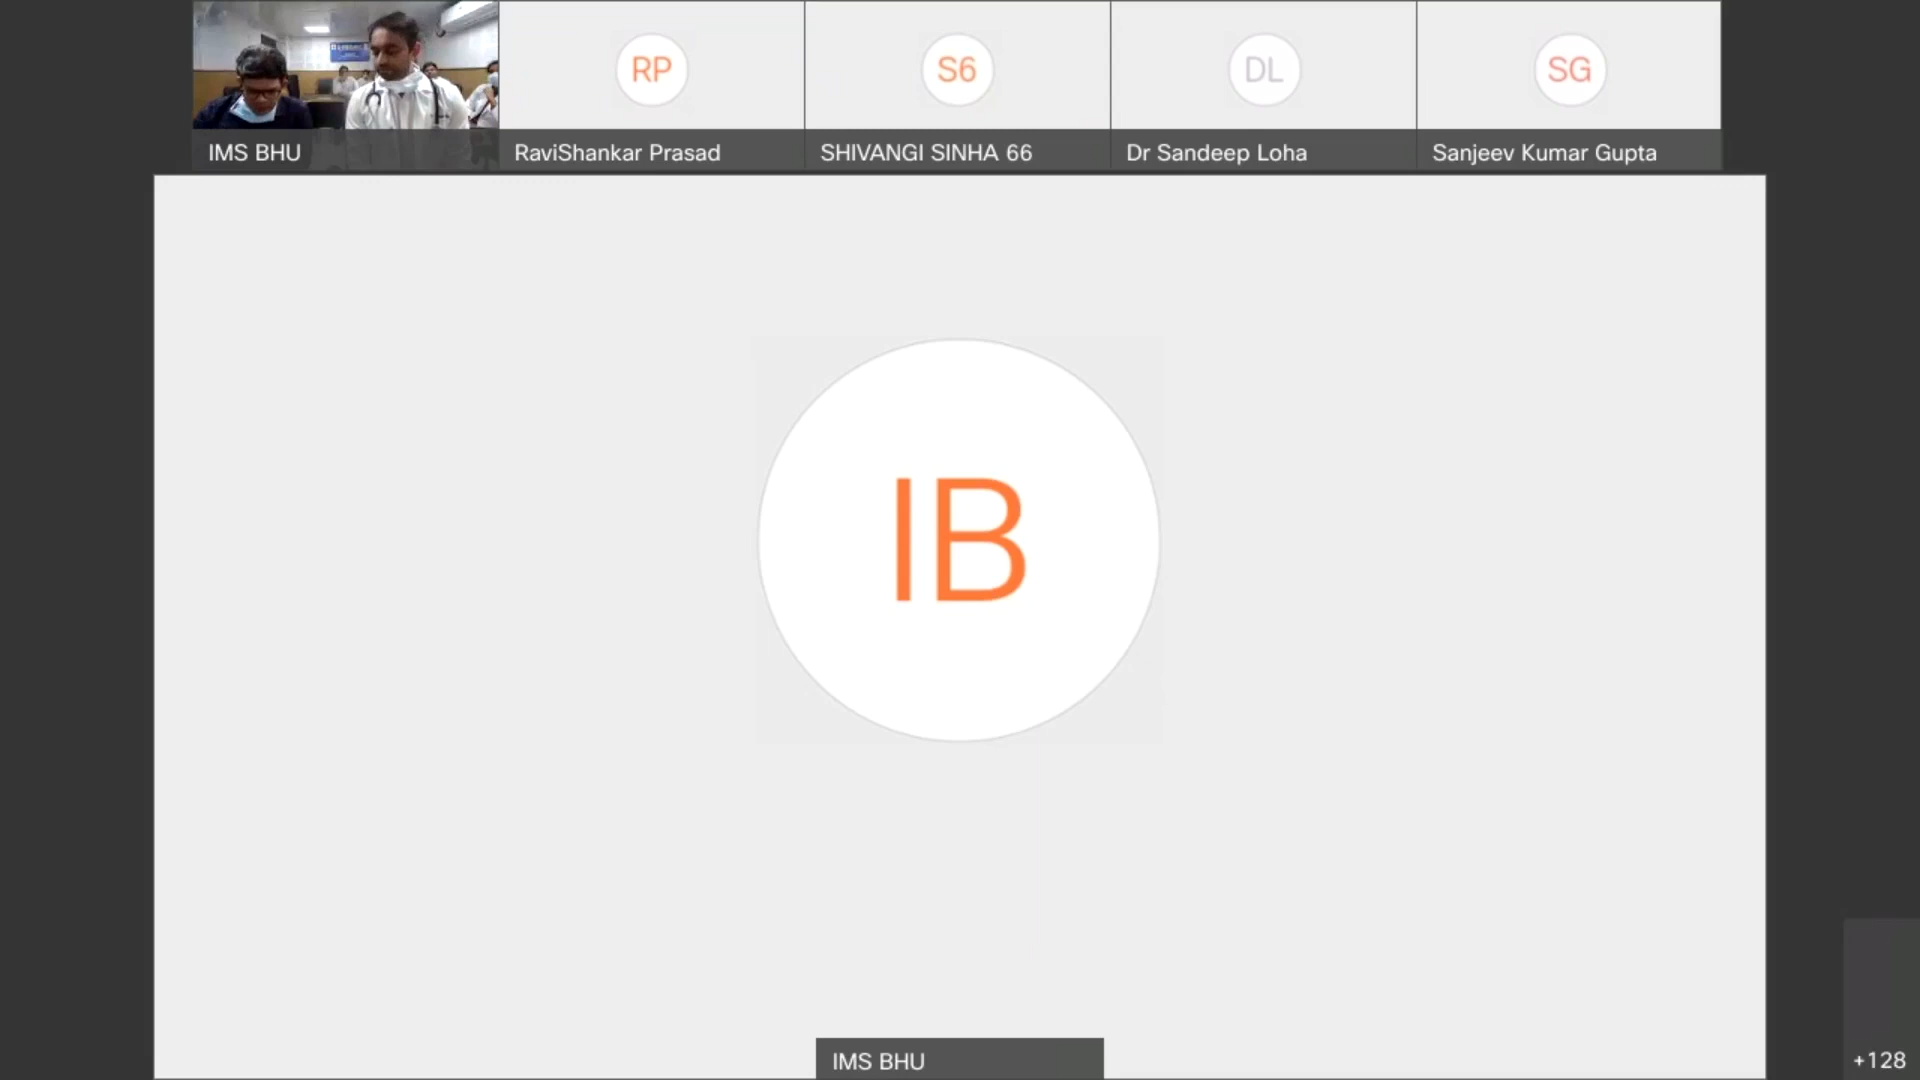 RP
S6
DL
SG
IMS BHU
RaviShankar Prasad
SHIVANGI SINHA 66
Dr Sandeep Loha
Sanjeev Kumar Gupta
IB
IMS BHU
+128